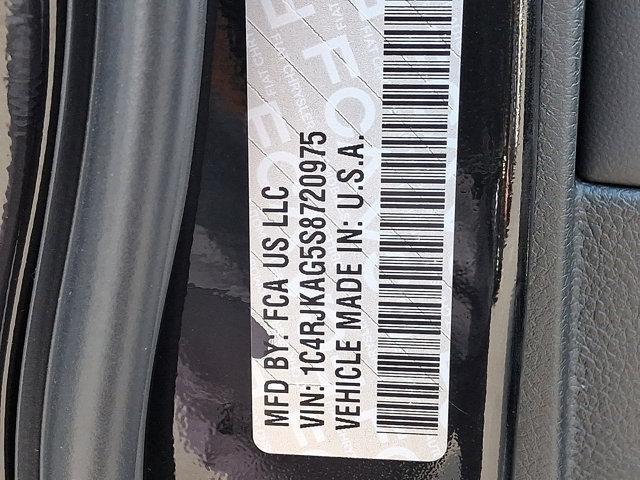 MFD BY: FCA US LLC
VIN: 1C4RJKAG5S8720975
VEHICLE MADE IN: U.S.A.